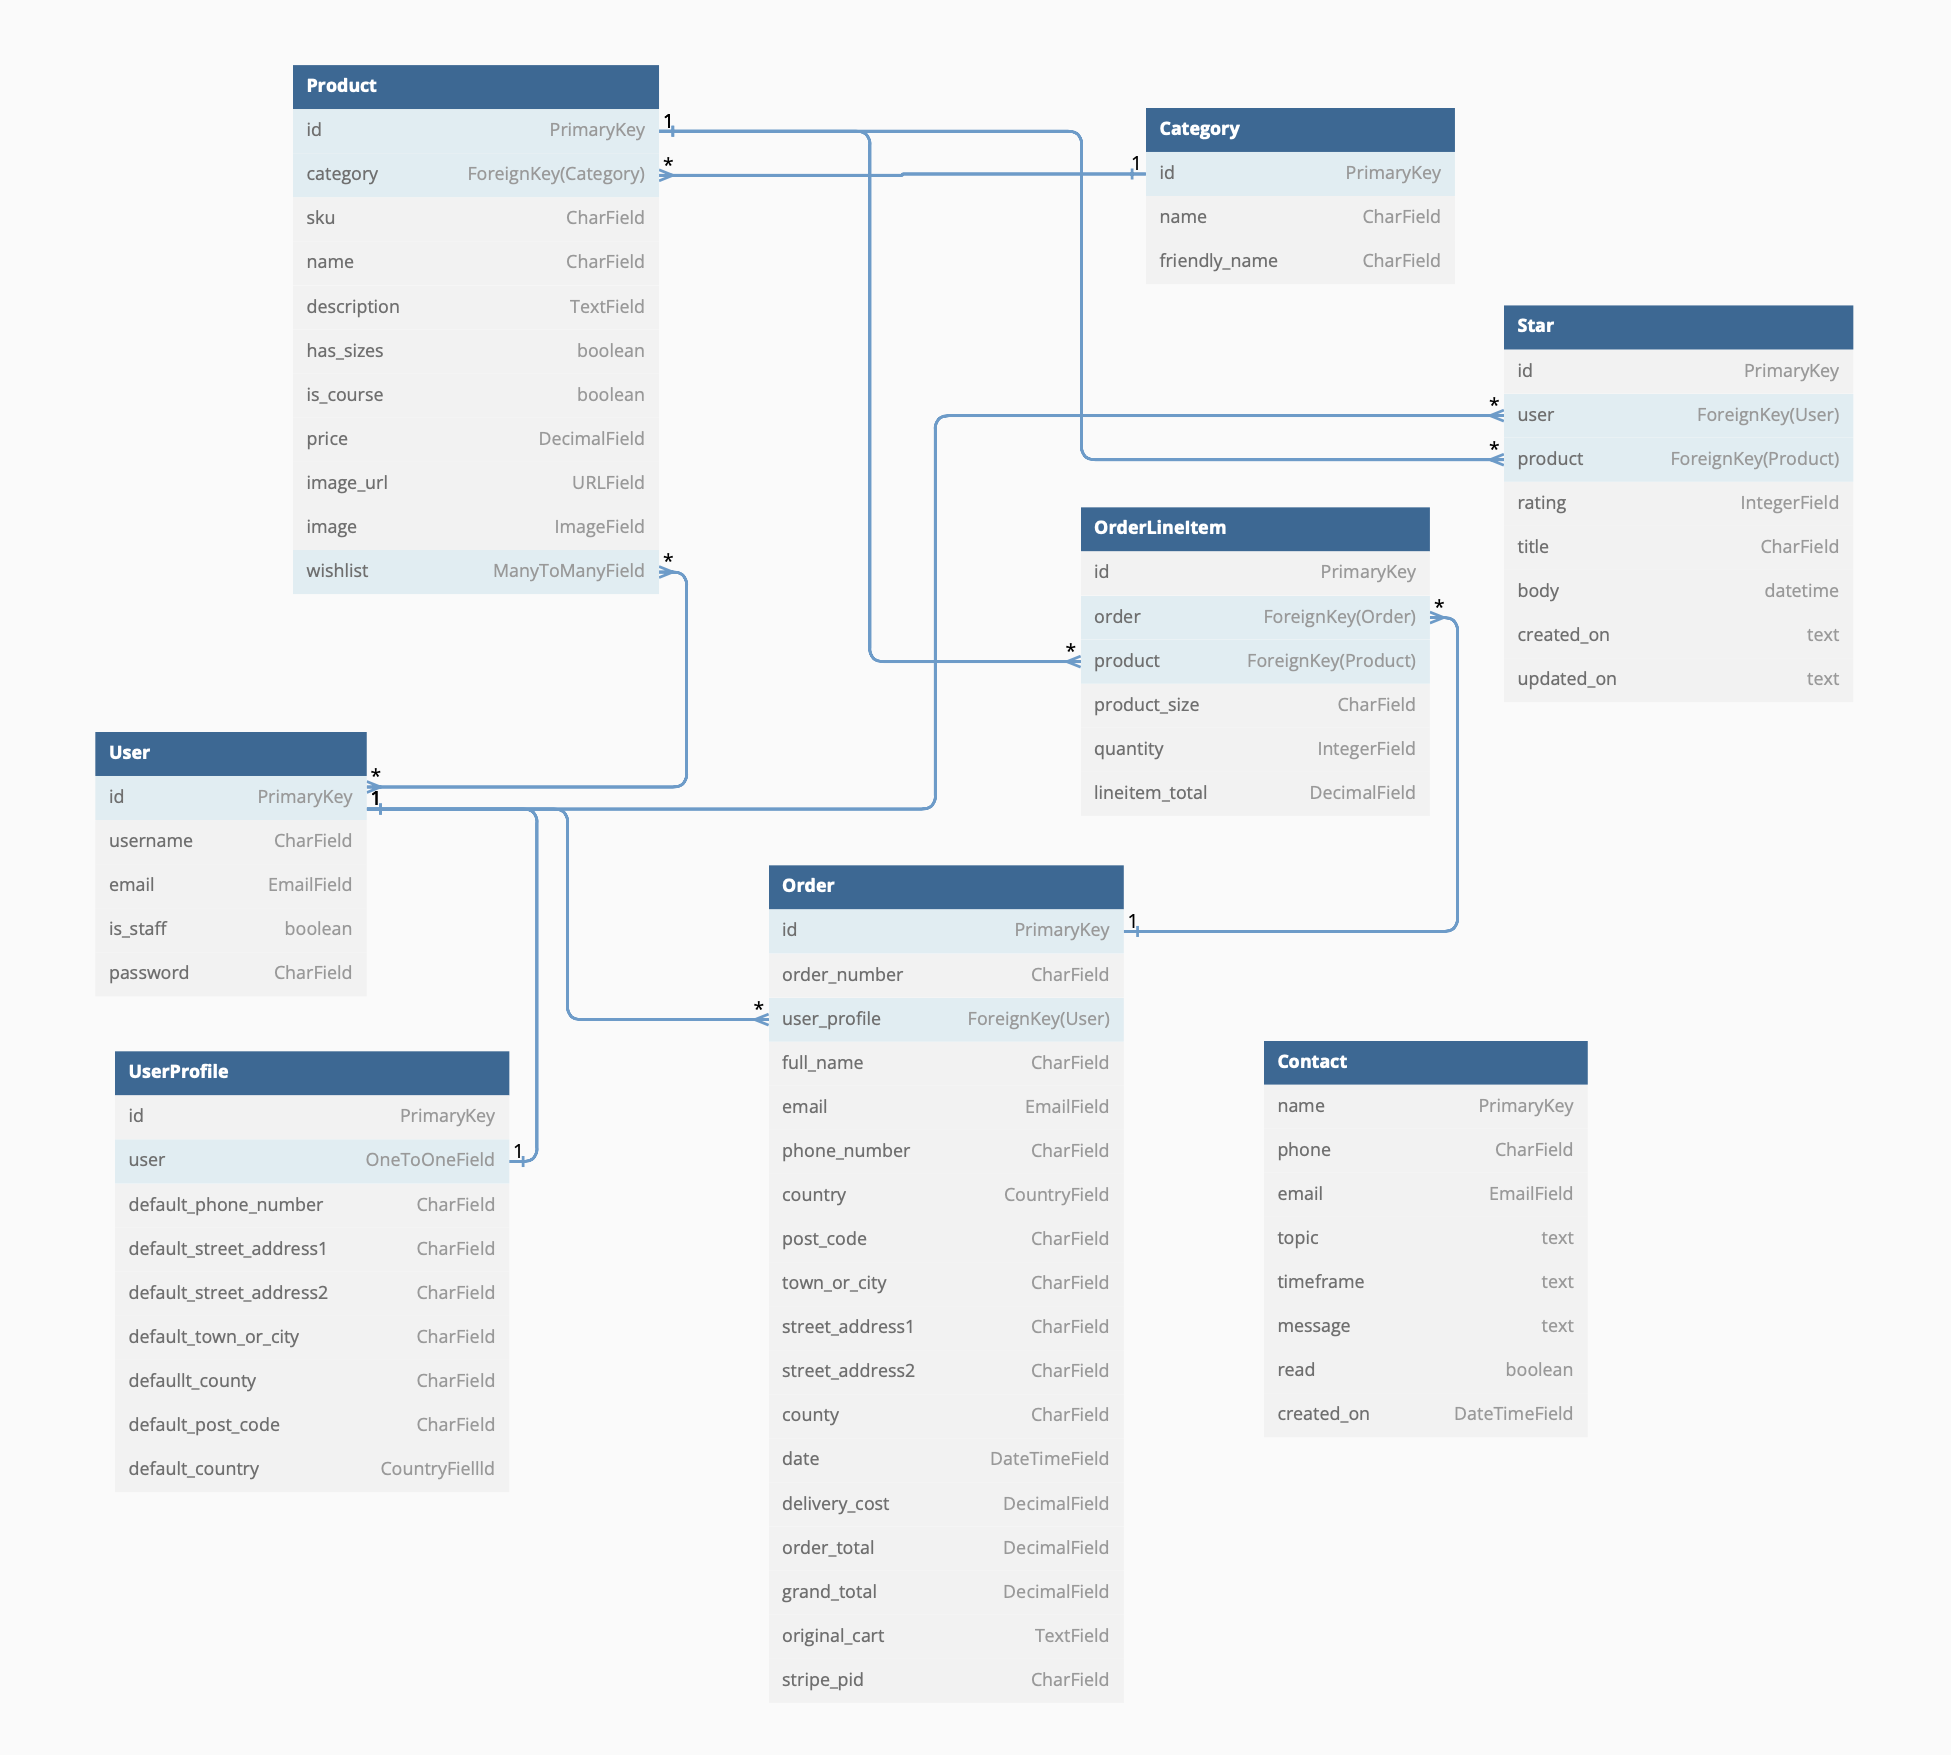 Product
id PrimaryKey
category ForeignKey(Category)
sku CharField
name CharField
description TextField
has_sizes boolean
is_course boolean
price DecimalField
image_url URLField
image ImageField
wishlist ManyToManyField
1
*
*
Category
id PrimaryKey
name CharField
friendly_name CharField
1
Star
id PrimaryKey
user ForeignKey(User)
product ForeignKey(Product)
rating IntegerField
title CharField
body datetime
created_on text
updated_on text
*
*
OrderLineItem
id PrimaryKey
order ForeignKey(Order)
product ForeignKey(Product)
product_size CharField
quantity IntegerField
lineitem_total DecimalField
*
*
User
id PrimaryKey
username CharField
email EmailField
is_staff boolean
password CharField
*
1
Order
id PrimaryKey
order_number CharField
user_profile ForeignKey(User)
full_name CharField
email EmailField
phone_number CharField
country CountryField
post_code CharField
town_or_city CharField
street_address1 CharField
street_address2 CharField
county CharField
date DateTimeField
delivery_cost DecimalField
order_total DecimalField
grand_total DecimalField
original_cart TextField
stripe_pid CharField
1
*
UserProfile
id PrimaryKey
user OneToOneField
default_phone_number CharField
default_street_address1 CharField
default_street_address2 CharField
default_town_or_city CharField
defaullt_county CharField
default_post_code CharField
default_country CountryFiellld
1
Contact
name PrimaryKey
phone CharField
email EmailField
topic text
timeframe text
message text
read boolean
created_on DateTimeField